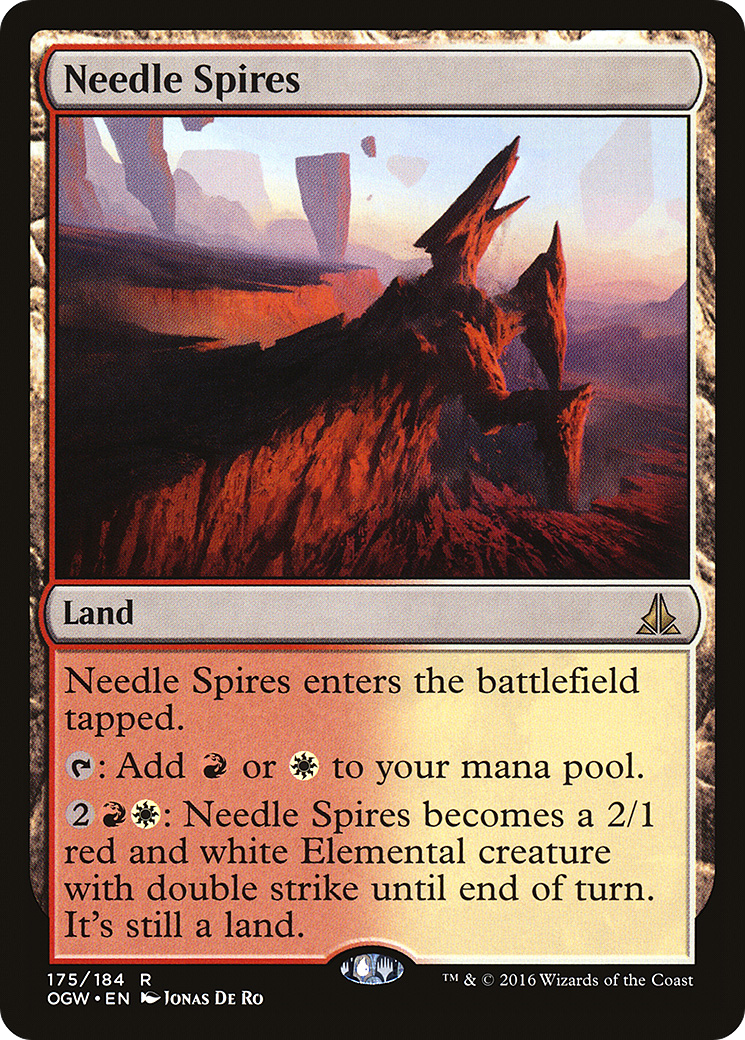 Needle Spires
Land
Needle Spires enters the battlefield
tapped.
: Add or to your mana pool.
2 : Needle Spires becomes a 2/1
red and white Elemental creature
with double strike until end of turn.
It's still a land.
175/184 R
OGW • EN Jonas De Ro
™ & © 2016 Wizards of the Coast